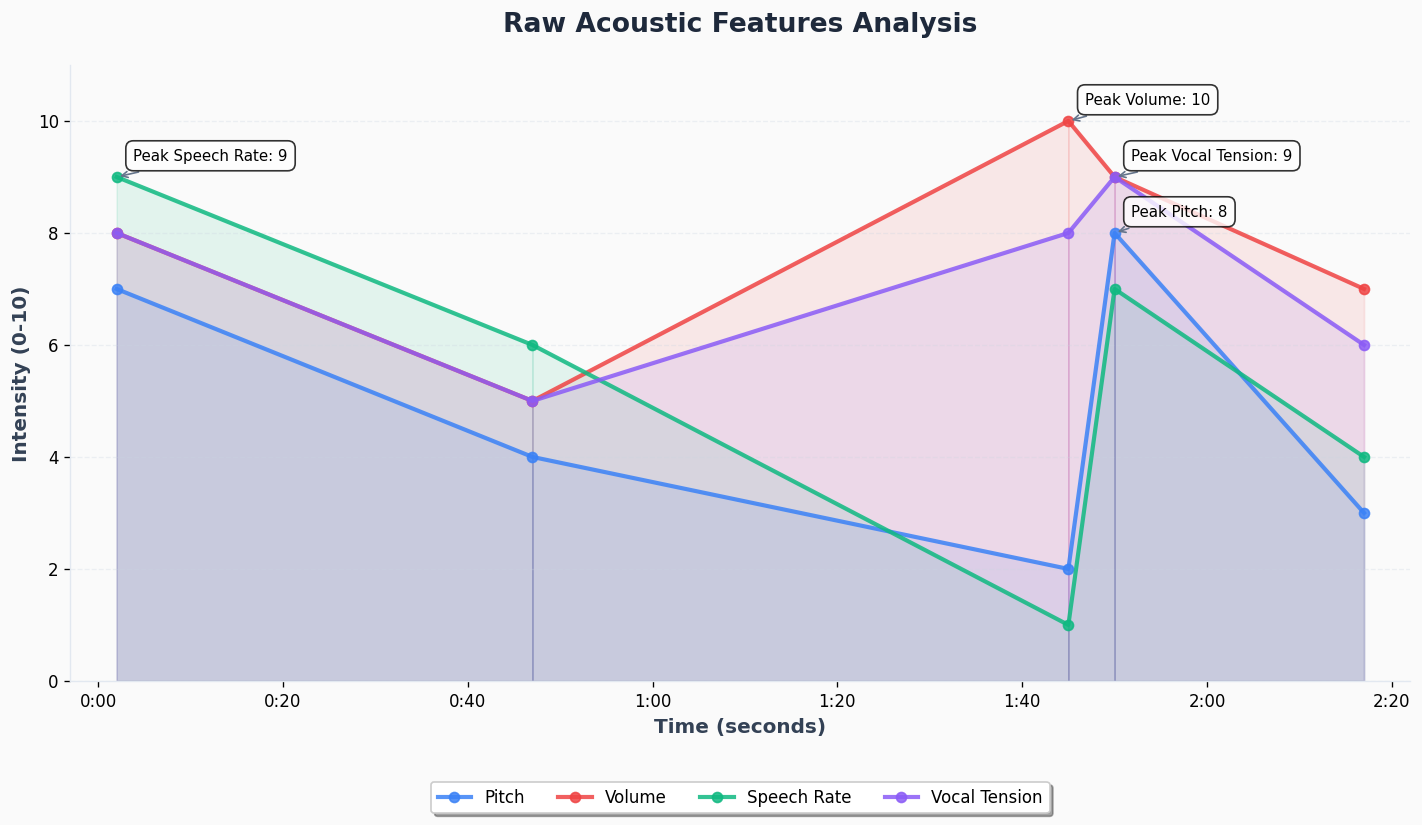 Raw Acoustic Features Analysis
Peak Volume: 10
Peak Speech Rate: 9
Peak Vocal Tension: 9
Peak Pitch: 8
Intensity (0-10)
10
8
6
4
2
0
0:00 0:20 0:40 1:00 1:20 1:40 2:00 2:20
Time (seconds)
Pitch Volume Speech Rate Vocal Tension